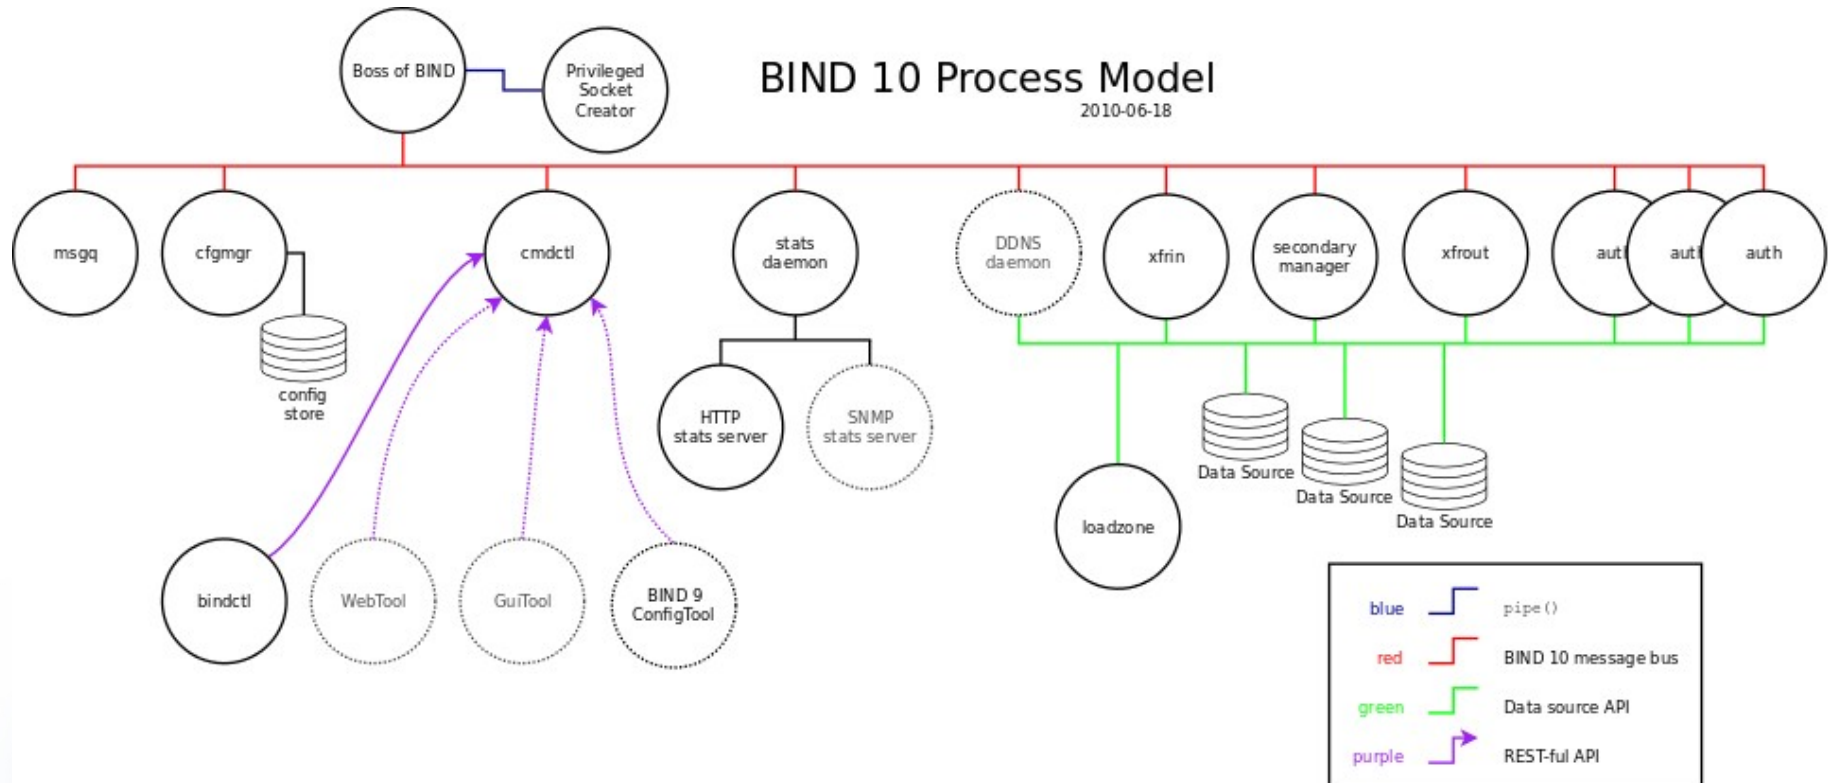 Boss of BIND
Privileged
Socket
Creator
BIND 10 Process Model
2010-06-18
msgq
cfgmgr
cmdctl
stats
daemon
DDNS
daemon
xfrin
secondary
manager
xfrout
auth
auth
auth
config
store
HTTP
stats server
SNMP
stats server
Data Source
Data Source
Data Source
loadzone
bindctl
WebTool
GuiTool
BIND 9
ConfigTool
blue pipe()
red BIND 10 message bus
green Data source API
purple REST-ful API